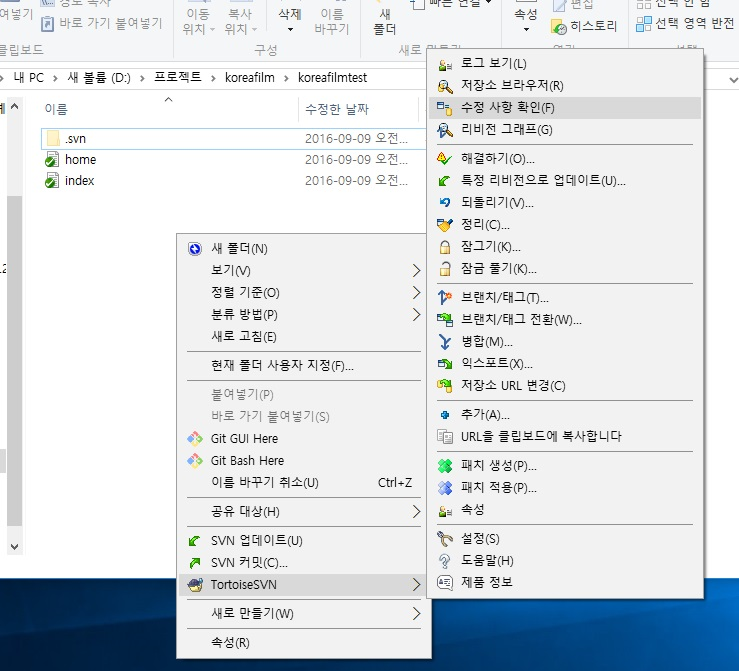 붙여넣기
바로 가기 붙여넣기
클립보드
이동
위치
복사
위치
삭제
이름
바꾸기
구성
새
폴더
새로
속성
히스토리
선택 영역 반전
내 PC > 새 볼륨 (D:) > 프로젝트 > koreafilm > koreafilmtest
이름
수정한 날짜
.svn
2016-09-09 오전...
home
2016-09-09 오전...
index
2016-09-09 오전...
새 폴더(N)
보기(V)
정렬 기준(O)
분류 방법(P)
새로 고침(E)
현재 폴더 사용자 지정(F)...
붙여넣기(P)
바로 가기 붙여넣기(S)
Git GUI Here
Git Bash Here
이름 바꾸기 취소(U) Ctrl+Z
공유 대상(H)
SVN 업데이트(U)
SVN 커밋(C)...
TortoiseSVN
새로 만들기(W)
속성(R)
로그 보기(L)
저장소 브라우저(R)
수정 사항 확인(F)
리비전 그래프(G)
해결하기(O)...
특정 리비전으로 업데이트(U)...
되돌리기(V)...
정리(C)...
잠그기(K)...
잠금 풀기(K)...
브랜치/태그(T)...
브랜치/태그 전환(W)...
병합(M)...
익스포트(X)...
저장소 URL 변경(C)
추가(A)...
URL을 클립보드에 복사합니다
패치 생성(P)...
패치 적용(P)...
속성
설정(S)
도움말(H)
제품 정보